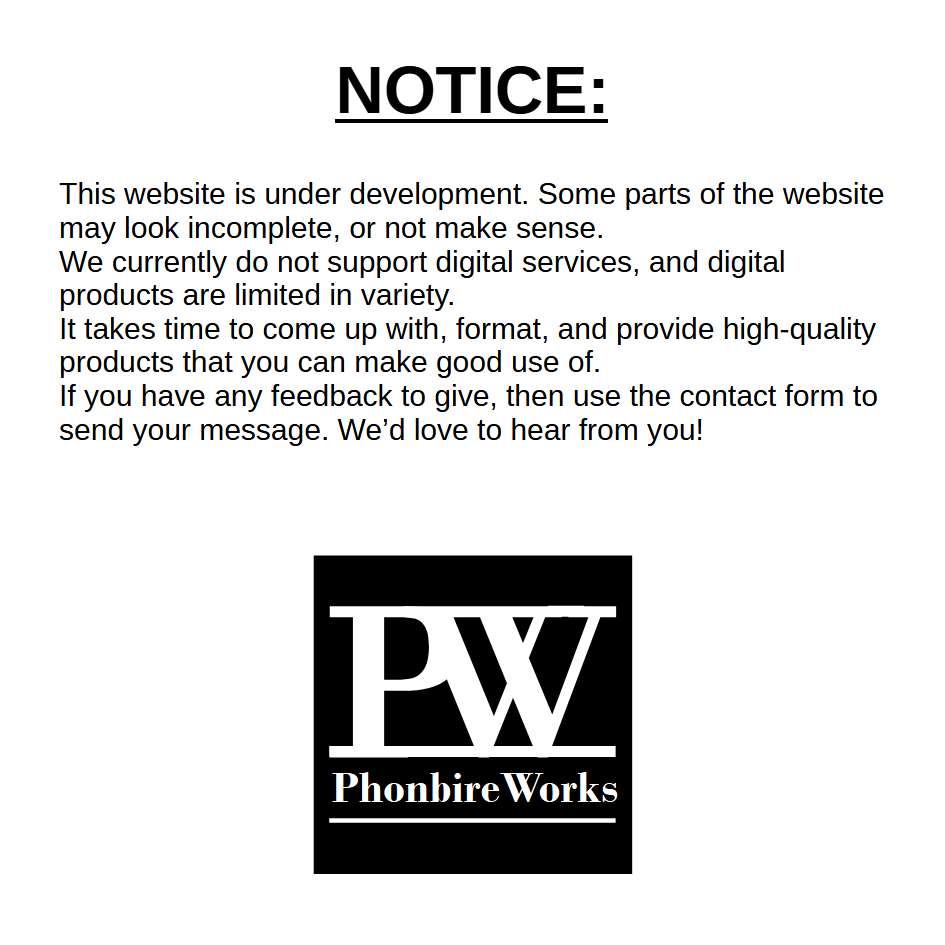 NOTICE:
This website is under development. Some parts of the website
may look incomplete, or not make sense.
We currently do not support digital services, and digital
products are limited in variety.
It takes time to come up with, format, and provide high-quality
products that you can make good use of.
If you have any feedback to give, then use the contact form to
send your message. We’d love to hear from you!
PW
PhonbireWorks